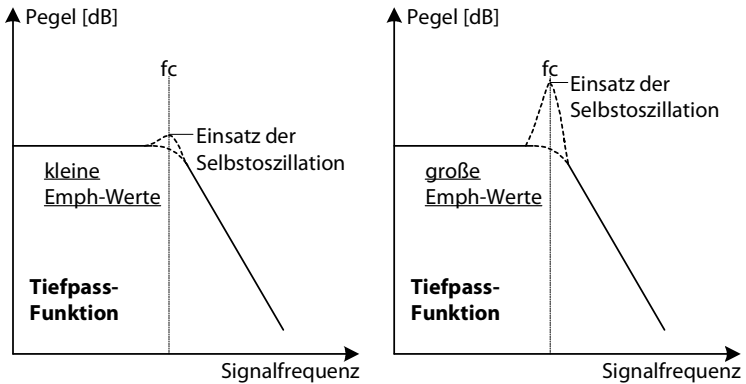 Pegel [dB]
fc
Einsatz der
Selbstoszillation
kleine
Emph-Werte
Tiefpass-
Funktion
Signalfrequenz
Pegel [dB]
fc
Einsatz der
Selbstoszillation
große
Emph-Werte
Tiefpass-
Funktion
Signalfrequenz